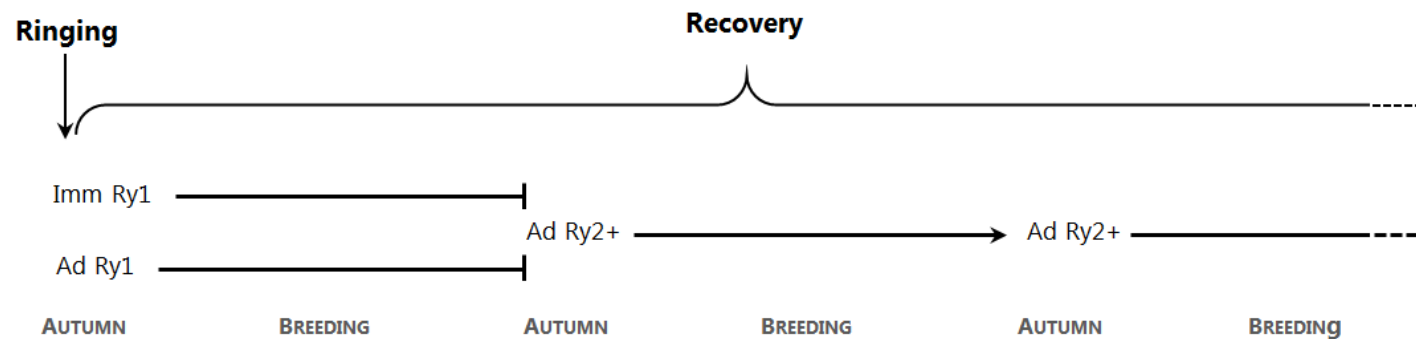 Ringing
Recovery
Imm Ry1
Ad Ry2+
Ad Ry2+
Ad Ry1
AUTUMN BREEDING AUTUMN BREEDING AUTUMN BREEDINg